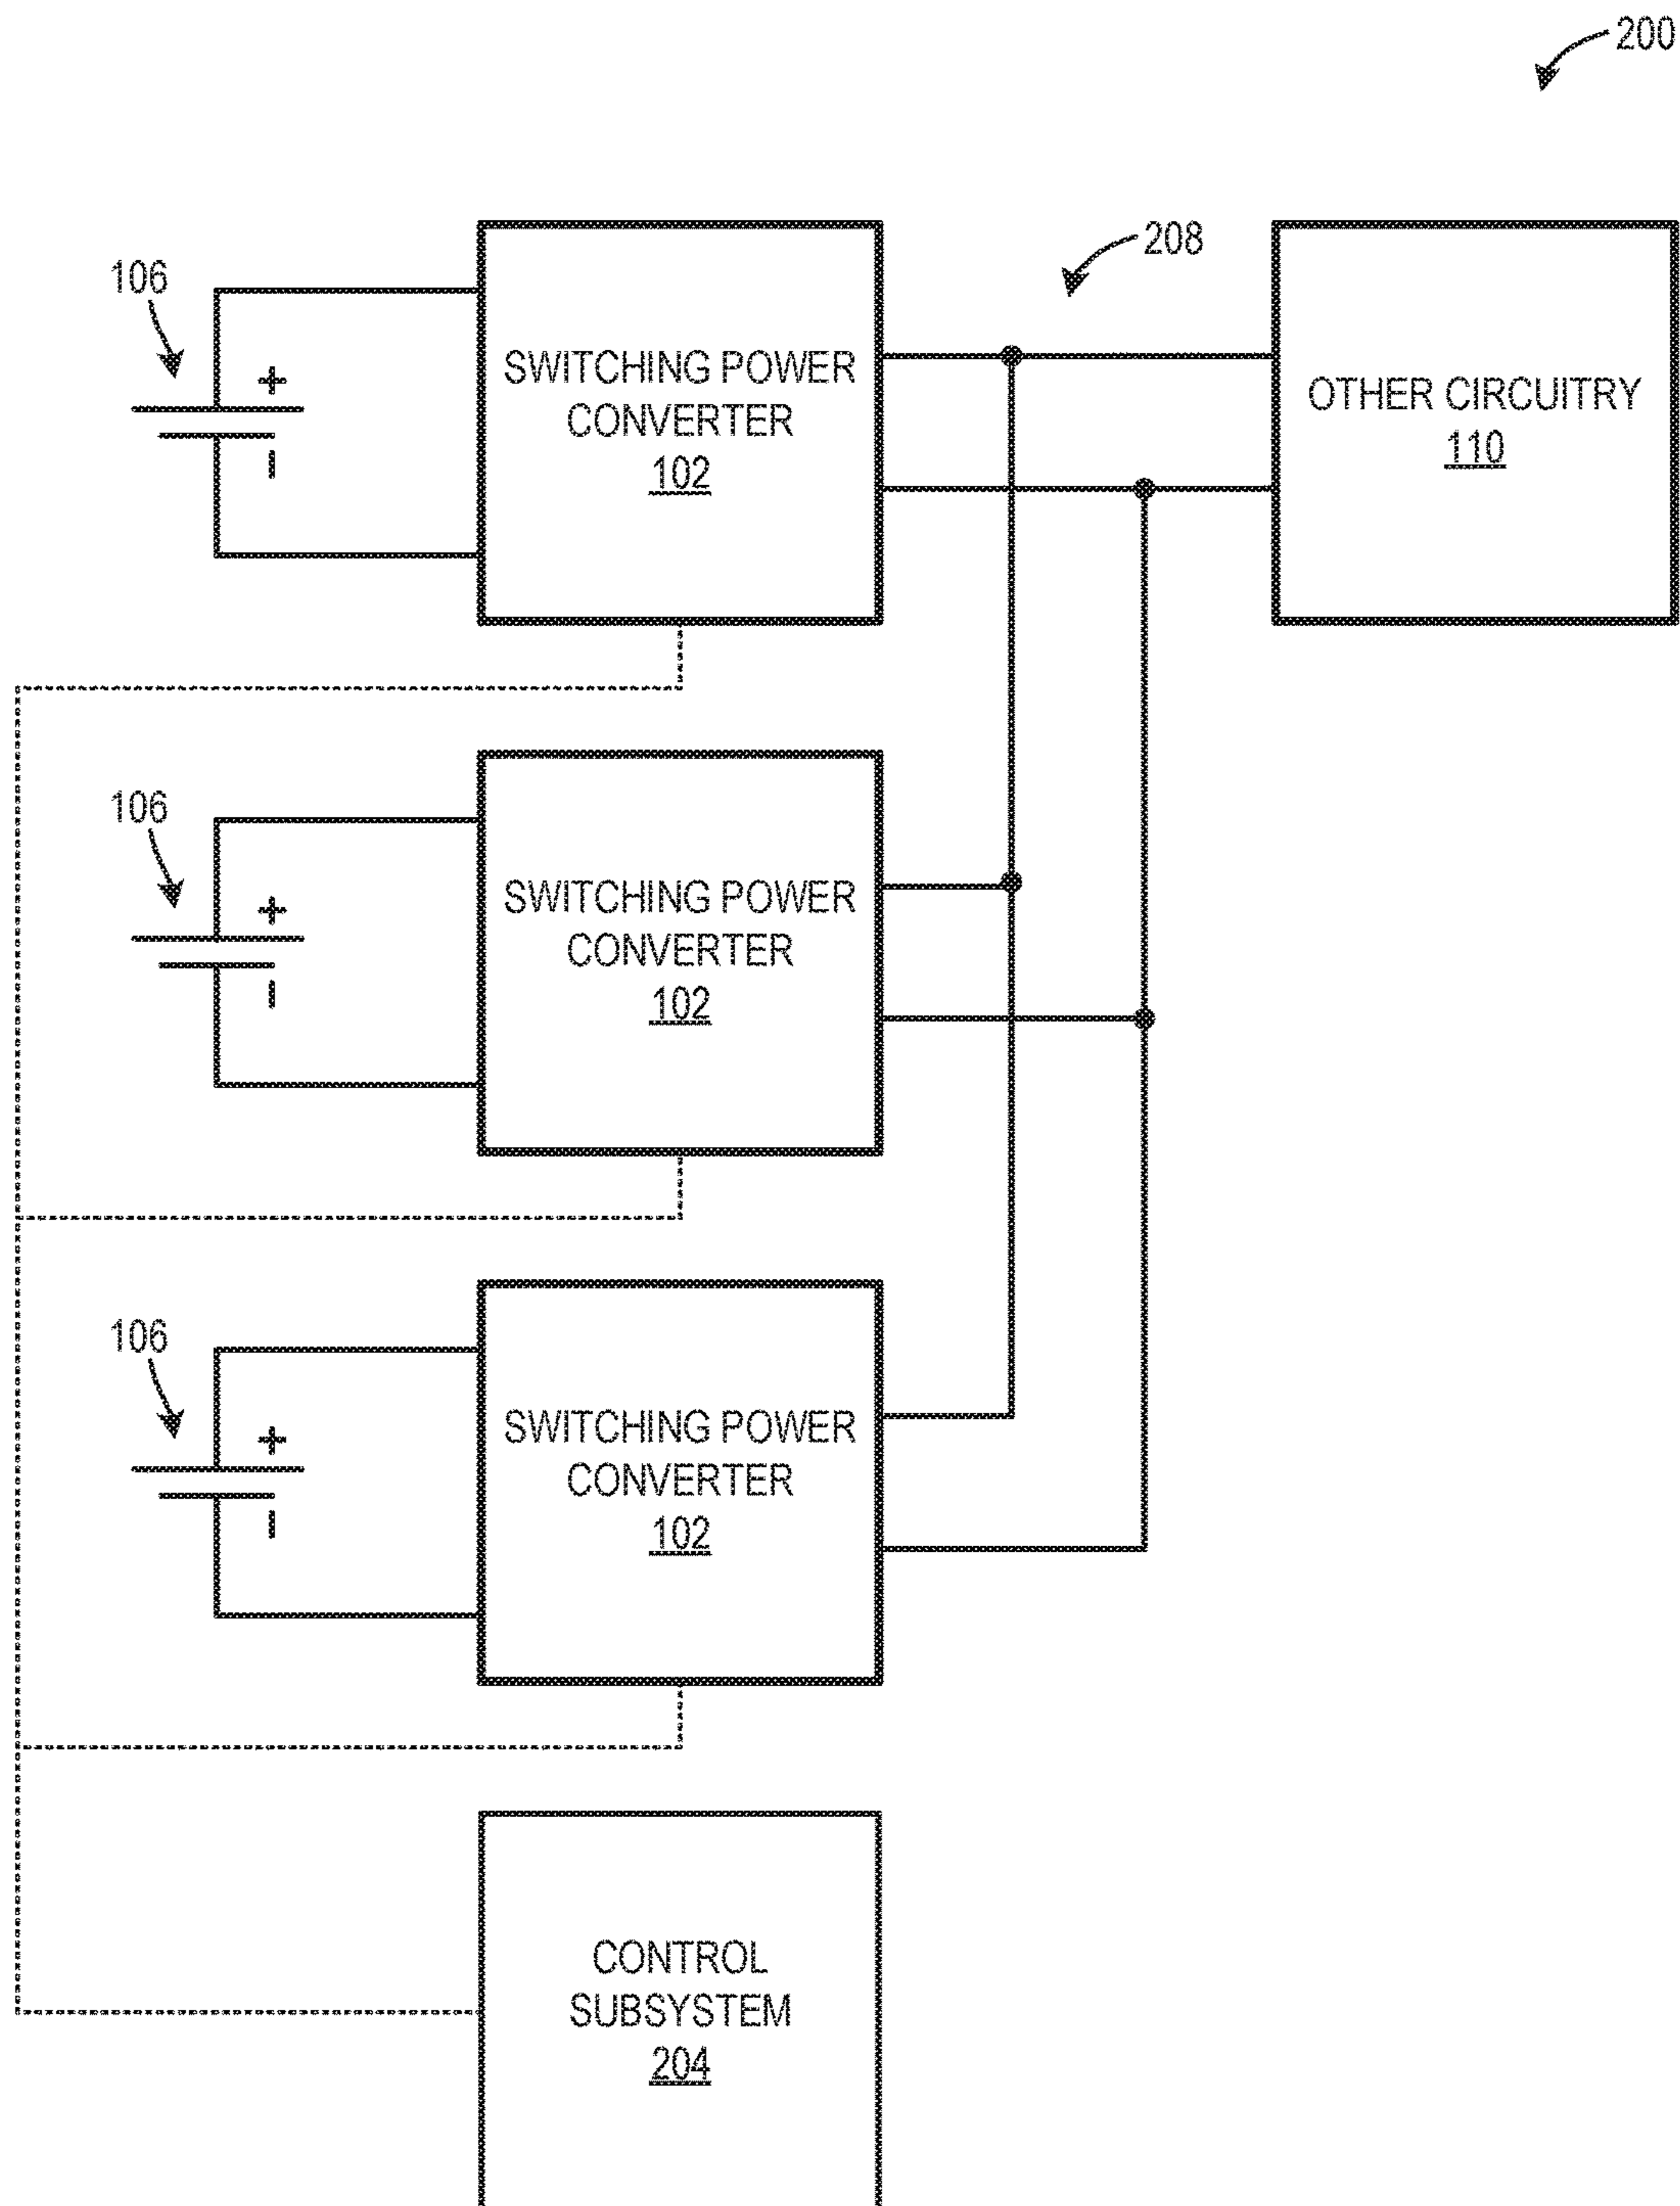 200
208
106
+
−
SWITCHING POWER
CONVERTER
102
OTHER CIRCUITRY
110
106
+
−
SWITCHING POWER
CONVERTER
102
106
+
−
SWITCHING POWER
CONVERTER
102
CONTROL
SUBSYSTEM
204